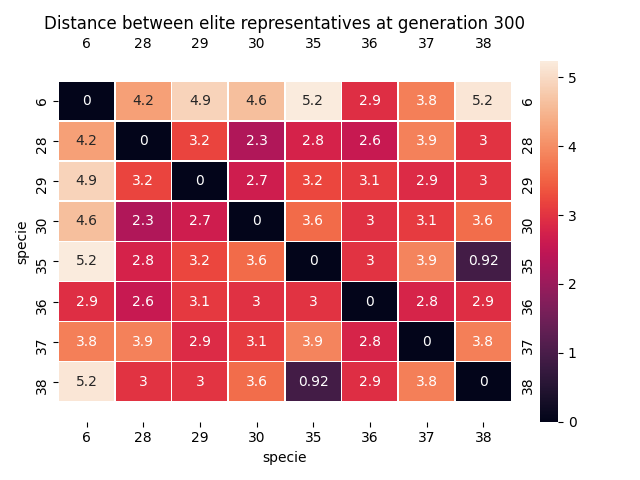 Distance between elite representatives at generation 300
6 28 29 30 35 36 37 38
6 0 4.2 4.9 4.6 5.2 2.9 3.8 5.2 6
28 4.2 0 3.2 2.3 2.8 2.6 3.9 3 28
29 4.9 3.2 0 2.7 3.2 3.1 2.9 3 29
30 4.6 2.3 2.7 0 3.6 3 3.1 3.6 30
35 5.2 2.8 3.2 3.6 0 3 3.9 0.92 35
36 2.9 2.6 3.1 3 3 0 2.8 2.9 36
37 3.8 3.9 2.9 3.1 3.9 2.8 0 3.8 37
38 5.2 3 3 3.6 0.92 2.9 3.8 0 38
6 28 29 30 35 36 37 38
specie
specie
5
4
3
2
1
0